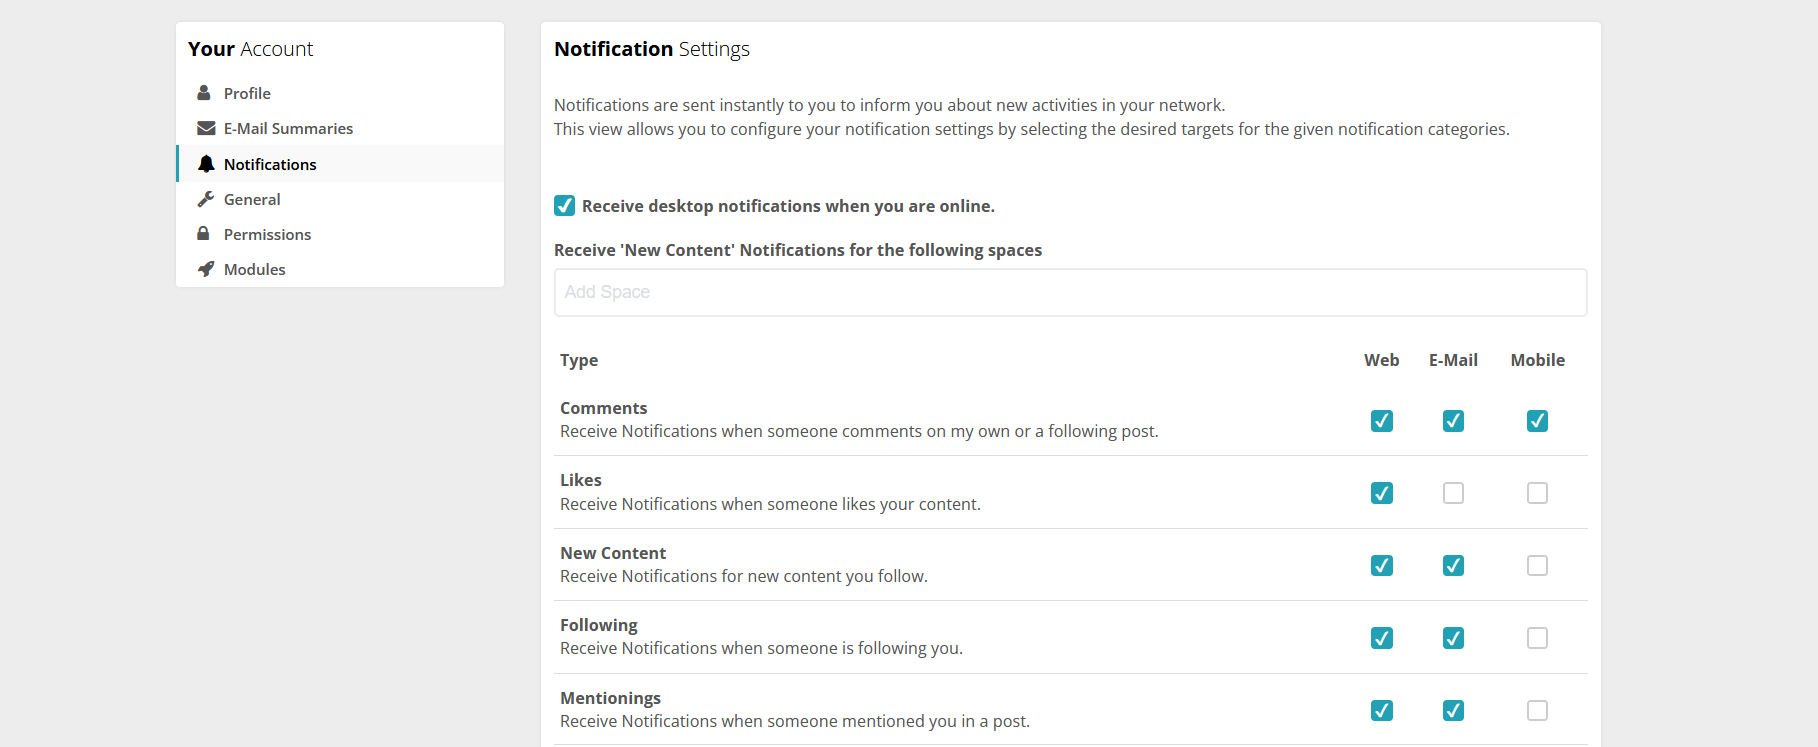 Your Account
Profile
E-Mail Summaries
Notifications
General
Permissions
Modules
Notification Settings
Notifications are sent instantly to you to inform you about new activities in your network.
This view allows you to configure your notification settings by selecting the desired targets for the given notification categories.
Receive desktop notifications when you are online.
Receive 'New Content' Notifications for the following spaces
Add Space
Type Web E-Mail Mobile
Comments
Receive Notifications when someone comments on my own or a following post.
Likes
Receive Notifications when someone likes your content.
New Content
Receive Notifications for new content you follow.
Following
Receive Notifications when someone is following you.
Mentionings
Receive Notifications when someone mentioned you in a post.